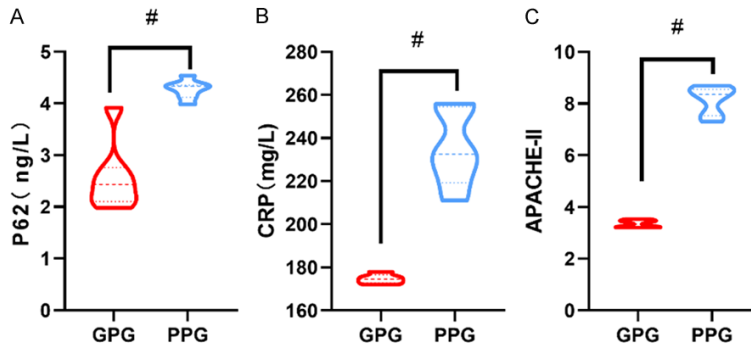 A
#
P62( ng/L)
5
4
3
2
1
0
GPG PPG
B
#
CRP(mg/L)
280
260
240
220
200
180
160
GPG PPG
C
#
APACHE-II
10
8
6
4
2
0
GPG PPG